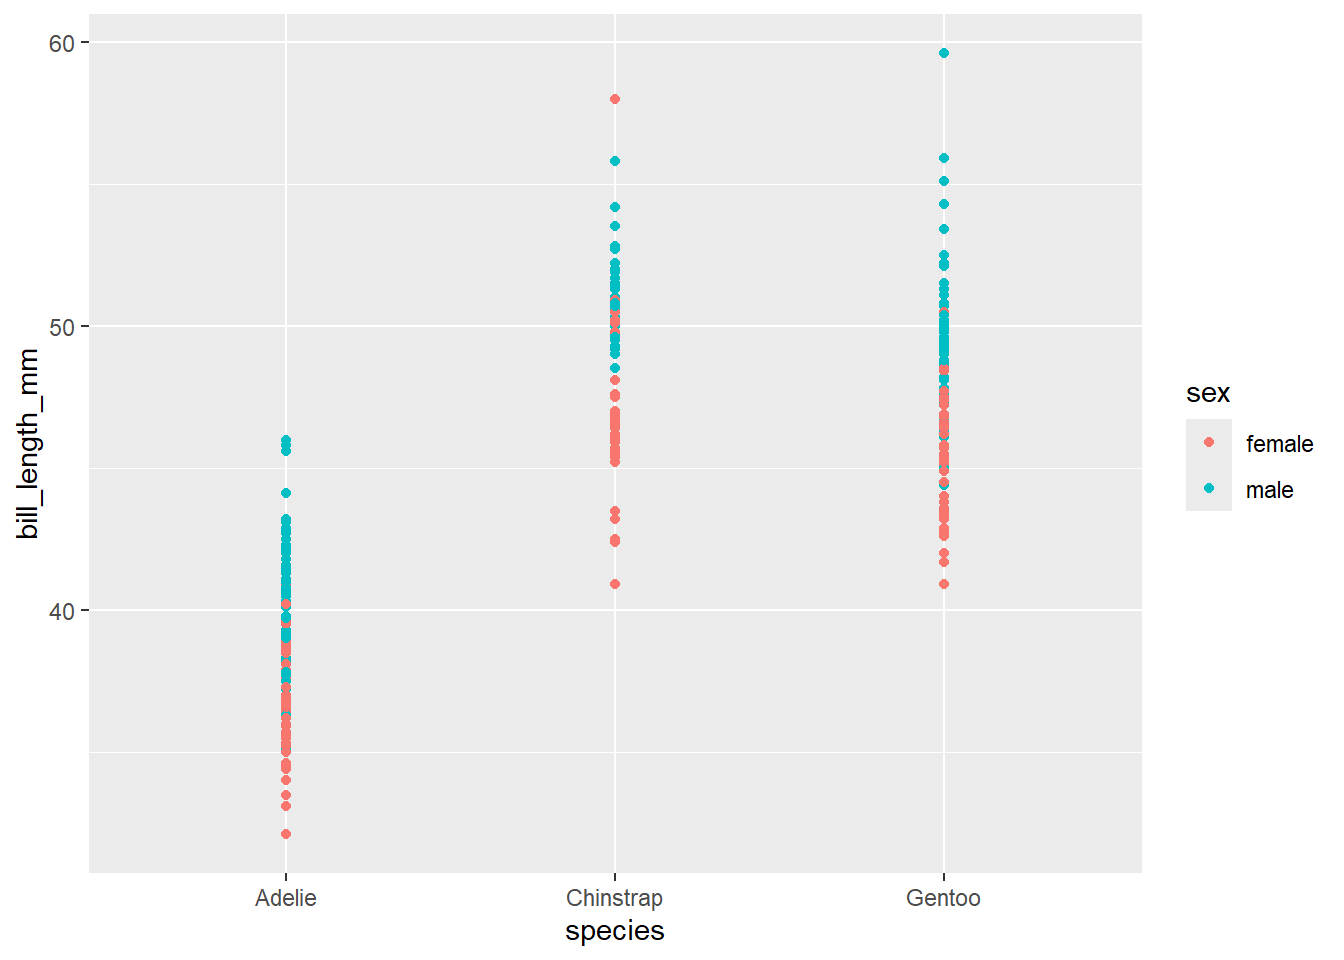 60
50
40
bill_length_mm
Adelie
Chinstrap
Gentoo
species
sex
female
male